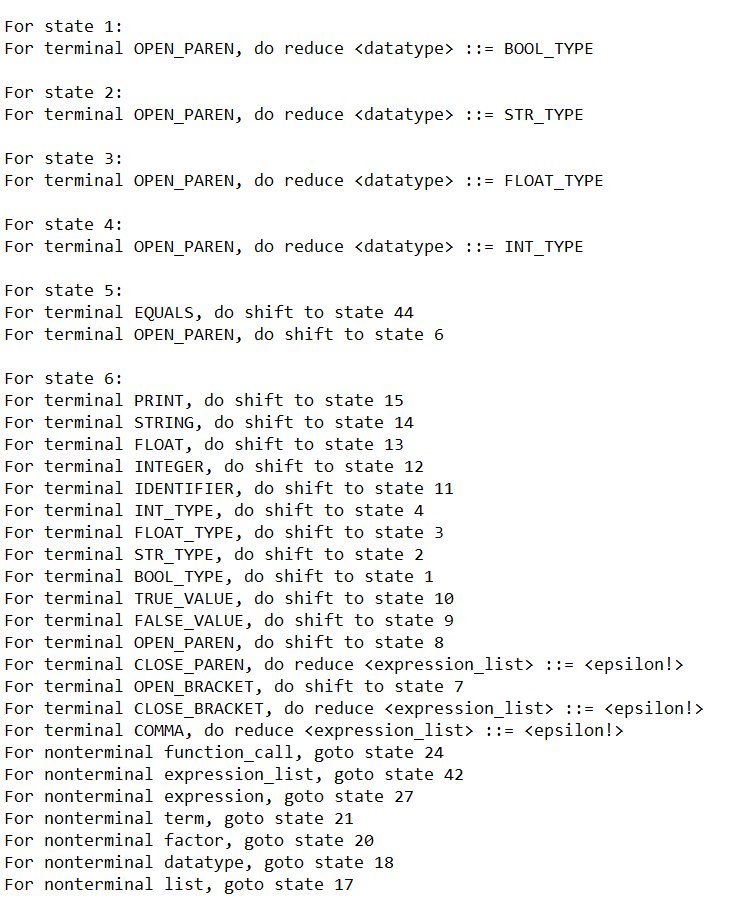 For state 1:
For terminal OPEN_PAREN, do reduce <datatype> ::= BOOL_TYPE
For state 2:
For terminal OPEN_PAREN, do reduce <datatype> ::= STR_TYPE
For state 3:
For terminal OPEN_PAREN, do reduce <datatype> ::= FLOAT_TYPE
For state 4:
For terminal OPEN_PAREN, do reduce <datatype> ::= INT_TYPE
For state 5:
For terminal EQUALS, do shift to state 44
For terminal OPEN_PAREN, do shift to state 6
For state 6:
For terminal PRINT, do shift to state 15
For terminal STRING, do shift to state 14
For terminal FLOAT, do shift to state 13
For terminal INTEGER, do shift to state 12
For terminal IDENTIFIER, do shift to state 11
For terminal INT_TYPE, do shift to state 4
For terminal FLOAT_TYPE, do shift to state 3
For terminal STR_TYPE, do shift to state 2
For terminal BOOL_TYPE, do shift to state 1
For terminal TRUE_VALUE, do shift to state 10
For terminal FALSE_VALUE, do shift to state 9
For terminal OPEN_PAREN, do shift to state 8
For terminal CLOSE_PAREN, do reduce <expression_list> ::= <epsilon!>
For terminal OPEN_BRACKET, do shift to state 7
For terminal CLOSE_BRACKET, do reduce <expression_list> ::= <epsilon!>
For terminal COMMA, do reduce <expression_list> ::= <epsilon!>
For nonterminal function_call, goto state 24
For nonterminal expression_list, goto state 42
For nonterminal expression, goto state 27
For nonterminal term, goto state 21
For nonterminal factor, goto state 20
For nonterminal datatype, goto state 18
For nonterminal list, goto state 17